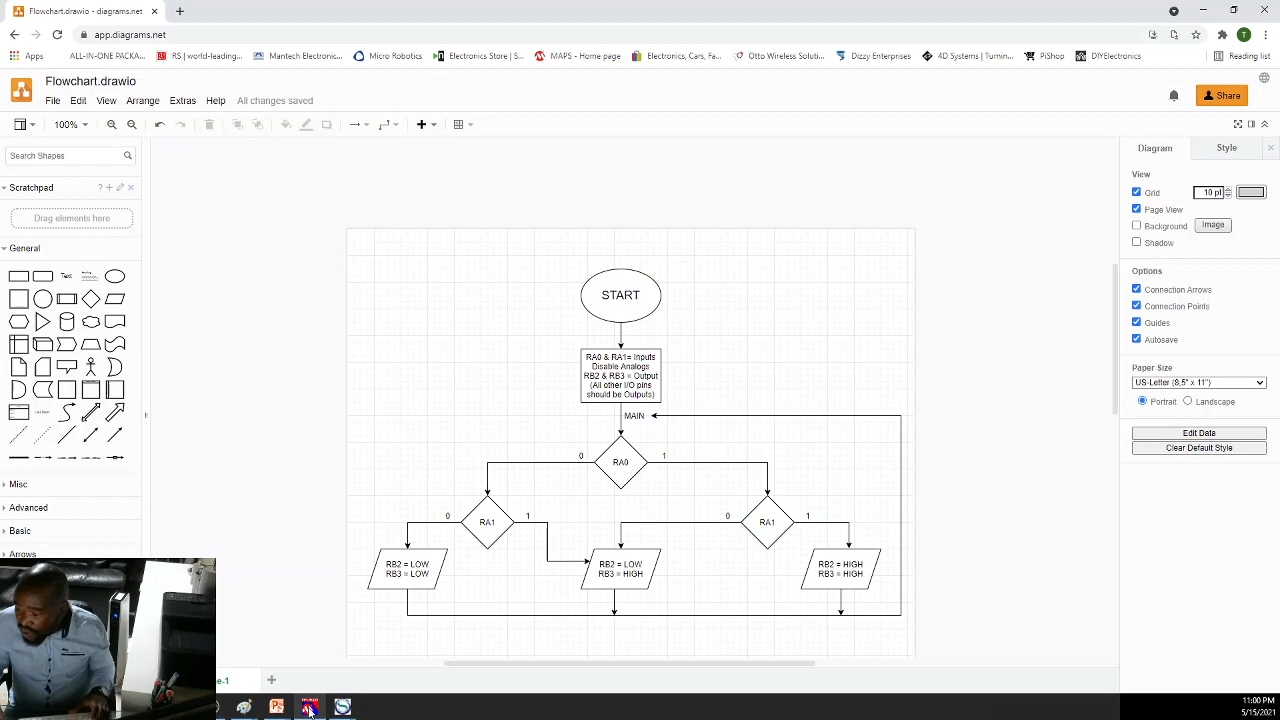 Flowchart.drawio - diagrams.net
app.diagrams.net
Apps
ALL-IN-ONE PACKA...
RS | world-leading...
Mantech Electronic...
Micro Robotics
Electronics Store -...
MAPS - Home page
Electronics, Cars, Fa...
Otto Wireless Soluti...
Dizzy Enterprises
4D Systems | Turnin...
PiShop
DIYElectronics
Reading list
Flowchart.drawio
File Edit View Arrange Extras Help All changes saved
Share
100%
Search Shapes
Scratchpad
Drag elements here
General
Text
Misc
Advanced
Basic
Arrows
START
RA0 & RA1= Inputs
Disable Analogs
RB2 & RB3 = Output
(All other I/O pins
should be Outputs)
MAIN
0 RA0 1
0 RA1 1
0 RA1 1
RB2 = LOW
RB3 = LOW
RB2 = LOW
RB3 = HIGH
RB2 = HIGH
RB3 = HIGH
Diagram
Style
View
Grid
10 pt
Page View
Background
Image
Shadow
Options
Connection Arrows
Connection Points
Guides
Autosave
Paper Size
US-Letter (8,5" x 11")
Portrait
Landscape
Edit Data
Clear Default Style
e-1
11:00 PM
5/15/2021